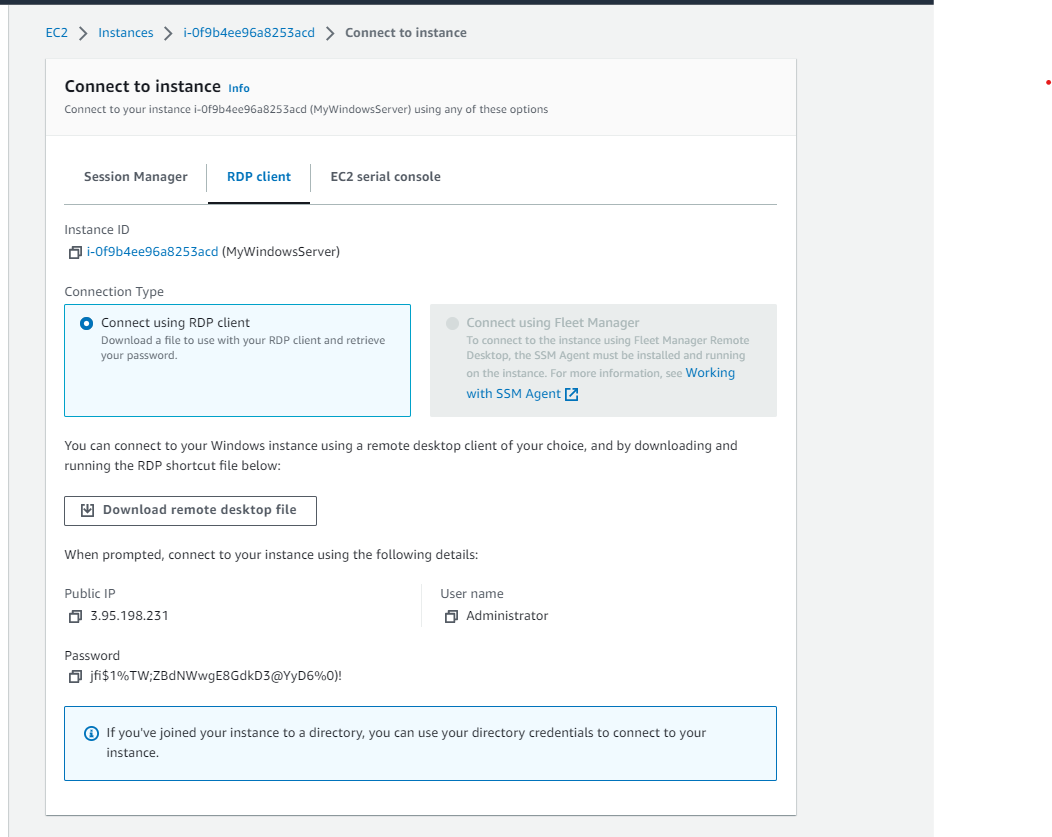 EC2 > Instances > i-0f9b4ee96a8253acd > Connect to instance
Connect to instance Info
Connect to your instance i-0f9b4ee96a8253acd (MyWindowsServer) using any of these options
Session Manager
RDP client
EC2 serial console
Instance ID
i-0f9b4ee96a8253acd (MyWindowsServer)
Connection Type
Connect using RDP client
Download a file to use with your RDP client and retrieve
your password.
Connect using Fleet Manager
To connect to the instance using Fleet Manager Remote
Desktop, the SSM Agent must be installed and running
on the instance. For more information, see Working
with SSM Agent
You can connect to your Windows instance using a remote desktop client of your choice, and by downloading and
running the RDP shortcut file below:
Download remote desktop file
When prompted, connect to your instance using the following details:
Public IP
3.95.198.231
User name
Administrator
Password
jfi$1%TW;ZBdNWwgE8GdkD3@YyD6%0)!
If you've joined your instance to a directory, you can use your directory credentials to connect to your
instance.